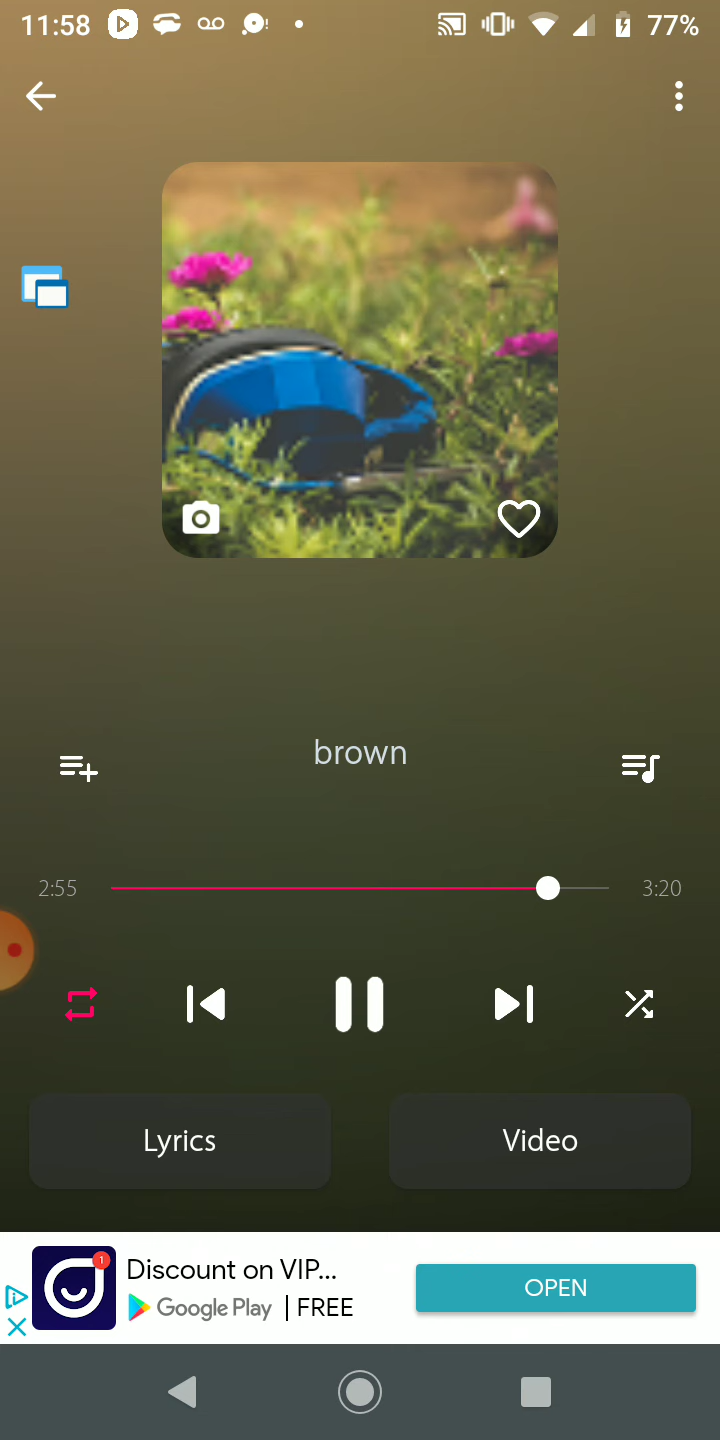 11:58
77%
brown
2:55
3:20
Lyrics
Video
1
Discount on VIP...
Google Play | FREE
OPEN